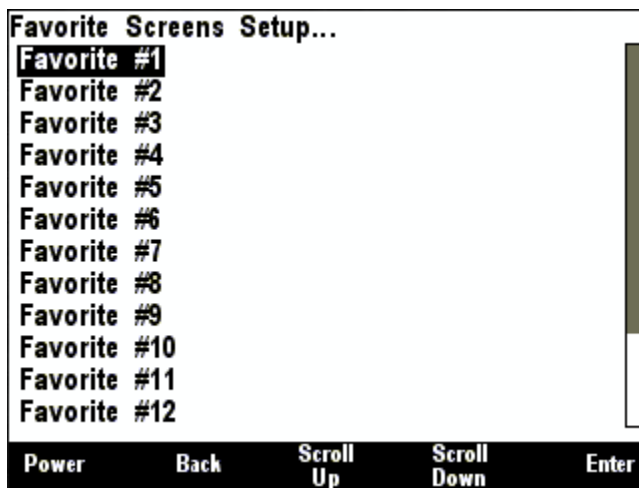 Favorite Screens Setup...
Favorite #1
Favorite #2
Favorite #3
Favorite #4
Favorite #5
Favorite #6
Favorite #7
Favorite #8
Favorite #9
Favorite #10
Favorite #11
Favorite #12
Power Back Scroll Up Scroll Down Enter